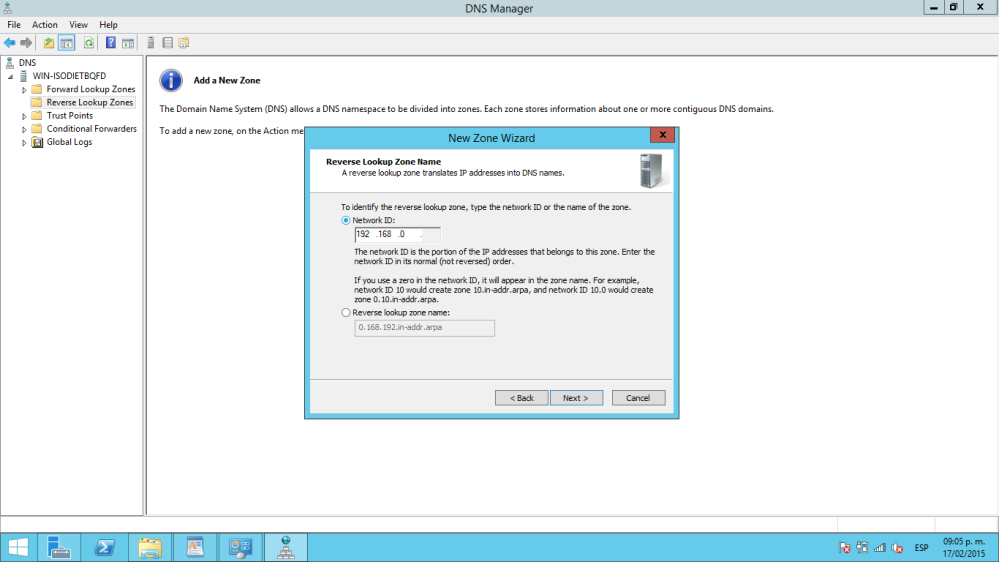 DNS Manager
File Action View Help
DNS
WIN-ISODIETBQFD
Forward Lookup Zones
Reverse Lookup Zones
Trust Points
Conditional Forwarders
Global Logs
Add a New Zone
The Domain Name System (DNS) allows a DNS namespace to be divided into zones. Each zone stores information about one or more contiguous DNS domains.
To add a new zone, on the Action me
New Zone Wizard
x
Reverse Lookup Zone Name
A reverse lookup zone translates IP addresses into DNS names.
To identify the reverse lookup zone, type the network ID or the name of the zone.
Network ID:
192 .168 .0 .
The network ID is the portion of the IP addresses that belongs to this zone. Enter the
network ID in its normal (not reversed) order.
If you use a zero in the network ID, it will appear in the zone name. For example,
network ID 10 would create zone 10.in-addr.arpa, and network ID 10.0 would create
zone 0.10.in-addr.arpa.
Reverse lookup zone name:
0.168.192.in-addr.arpa
< Back Next > Cancel
ESP
09:05 p. m.
17/02/2015